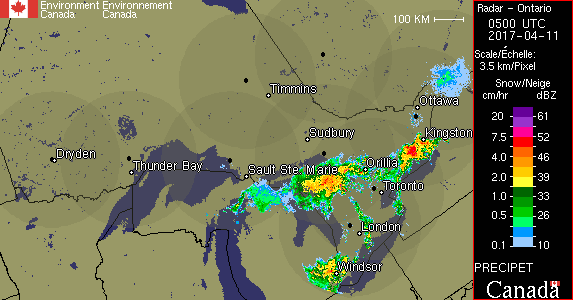 Environment Environnement
Canada Canada
100 KM
Timmins
Ottawa
Kingston
Sudbury
Dryden
Thunder Bay
Sault Ste. Marie
Orillia
Toronto
London
Windsor
Radar - Ontario
0500 UTC
2017-04-11
Scale/Échelle:
3.5 km/Pixel
Snow/Neige
cm/hr dBZ
20 61
7.5 52
4.0 46
2.0 39
1.0 33
0.5 26
0.1 10
PRECIPET
Canada